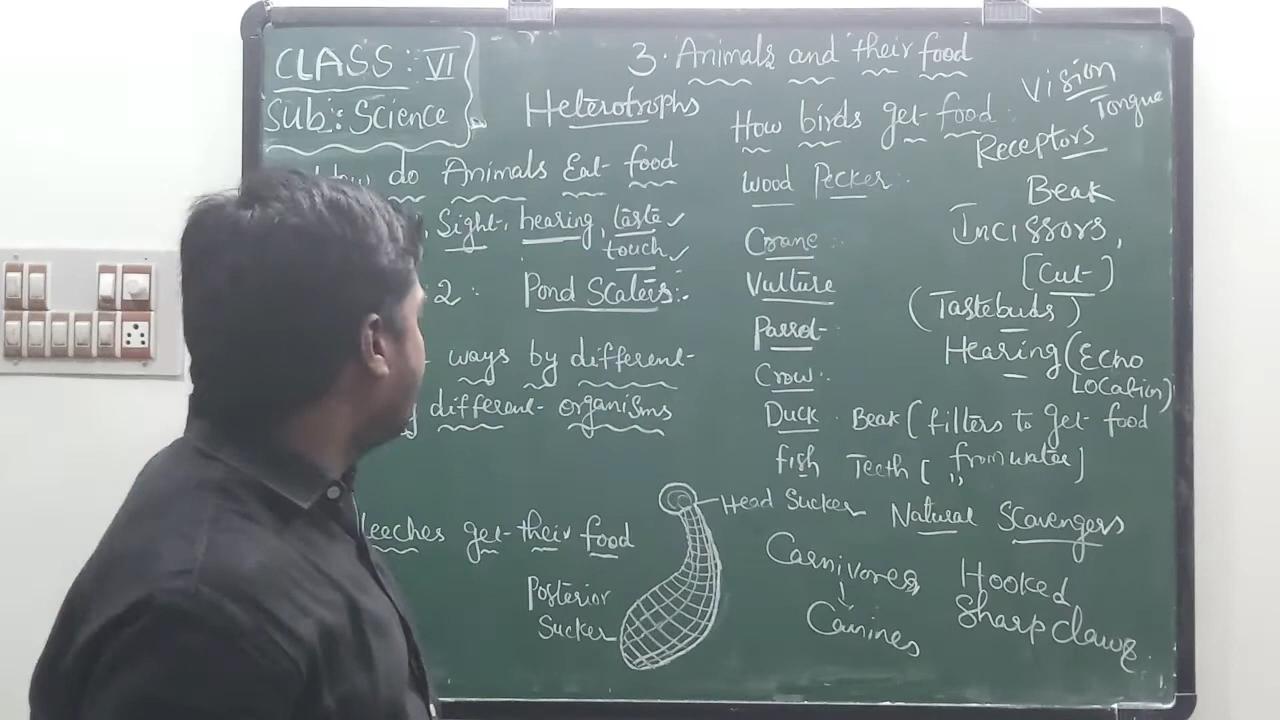 CLASS: VI
Sub: Science
3. Animals and their food
Heterotrophs
How do Animals Eat food
Sight, hearing, taste
touch
2:
Pond Scaters:
ways by different
different organisms
leeches get their food
Head Sucker
Posterior
Sucker
How birds get food:
Wood Pecker:
Crane:
Vulture
Parrot:
Crow:
Duck. Beak (filters to get food
from water)
fish Teeth ( ,,
Vision
Tongue
Receptors
Beak
Incissors,
[Cut]
(Tastebuds)
Hearing (Echo
Location)
Natural Scavengers
Carnivores
Canines
Hooked
Sharp claws